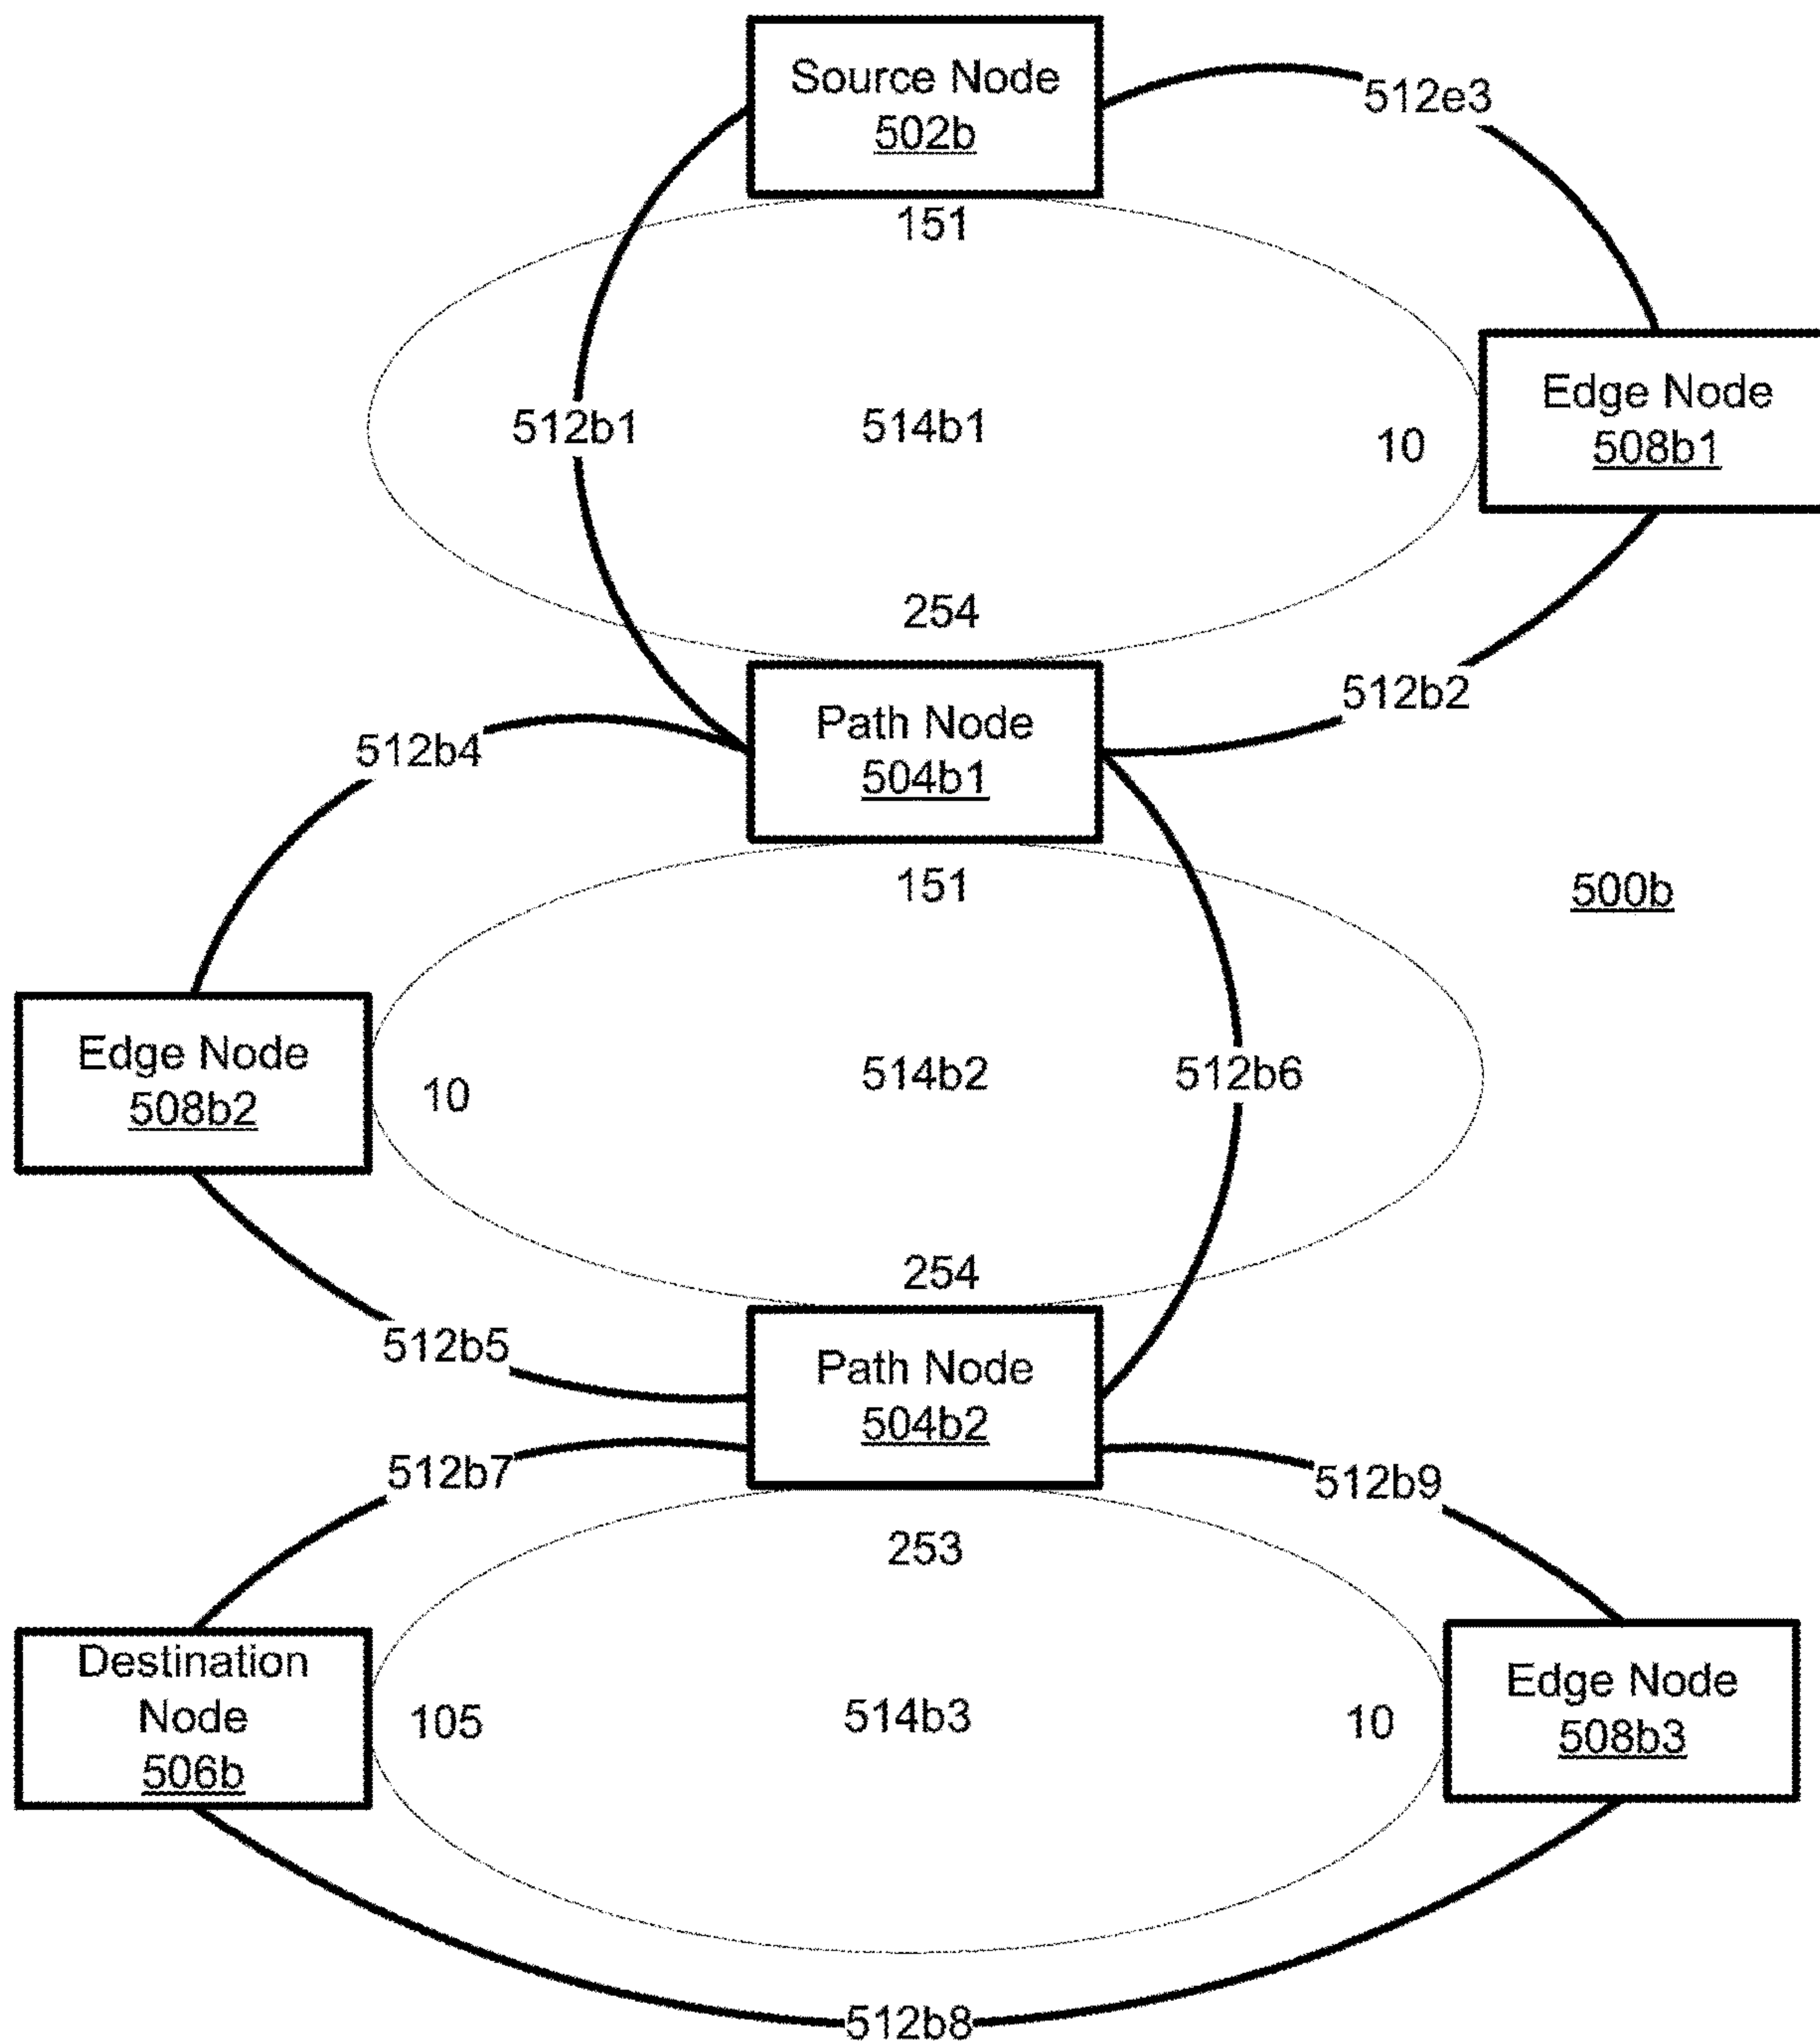 Source Node
502b
512e3
151
512b1
514b1
10
Edge Node
508b1
254
512b2
512b4
Path Node
504b1
151
500b
Edge Node
508b2
10
514b2
512b6
254
512b5
Path Node
504b2
512b7
512b9
253
Destination
Node
506b
105
514b3
10
Edge Node
508b3
512b8